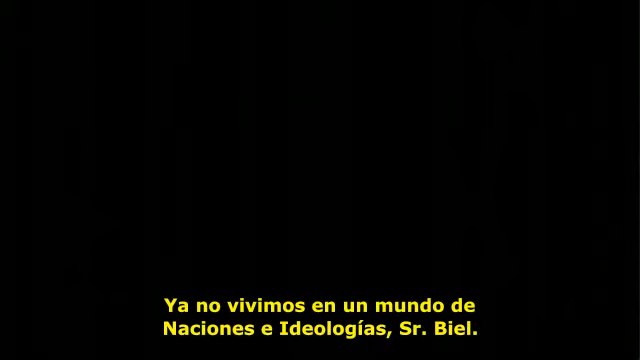 Ya no vivimos en un mundo de
Naciones e Ideologías, Sr. Biel.